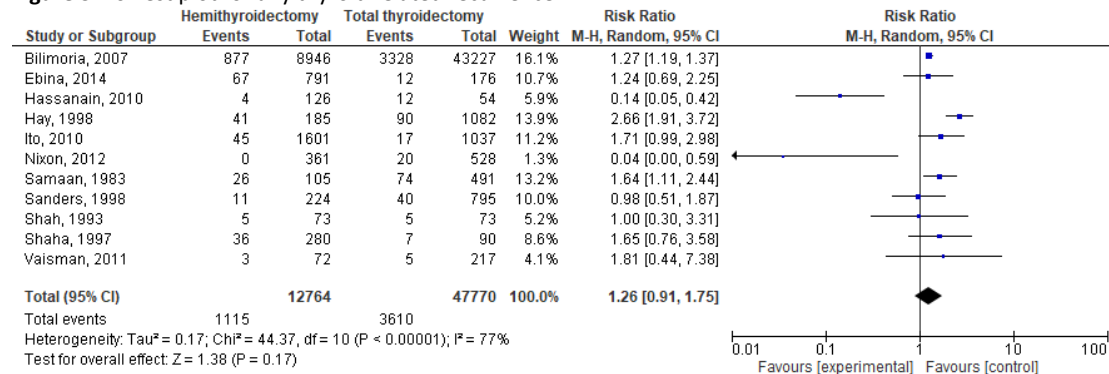 Hemithyroidectomy Total thyroidectomy Risk Ratio Risk Ratio
Study or Subgroup Events Total Events Total Weight M-H, Random, 95% CI M-H, Random, 95% CI
Bilimoria, 2007 877 8946 3328 43227 16.1% 1.27 [1.19, 1.37]
Ebina, 2014 67 791 12 176 10.7% 1.24 [0.69, 2.25]
Hassanain, 2010 4 126 12 54 5.9% 0.14 [0.05, 0.42]
Hay, 1998 41 185 90 1082 13.9% 2.66 [1.91, 3.72]
Ito, 2010 45 1601 17 1037 11.2% 1.71 [0.99, 2.98]
Nixon, 2012 0 361 20 528 1.3% 0.04 [0.00, 0.59]
Samaan, 1983 26 105 74 491 13.2% 1.64 [1.11, 2.44]
Sanders, 1998 11 224 40 795 10.0% 0.98 [0.51, 1.87]
Shah, 1993 5 73 5 73 5.2% 1.00 [0.30, 3.31]
Shaha, 1997 36 280 7 90 8.6% 1.65 [0.76, 3.58]
Vaisman, 2011 3 72 5 217 4.1% 1.81 [0.44, 7.38]
Total (95% CI) 12764 47770 100.0% 1.26 [0.91, 1.75]
Total events 1115 3610
Heterogeneity: Tau² = 0.17; Chi² = 44.37, df = 10 (P < 0.00001); I² = 77%
Test for overall effect: Z = 1.38 (P = 0.17)
0.01 0.1 1 10 100
Favours [experimental] Favours [control]